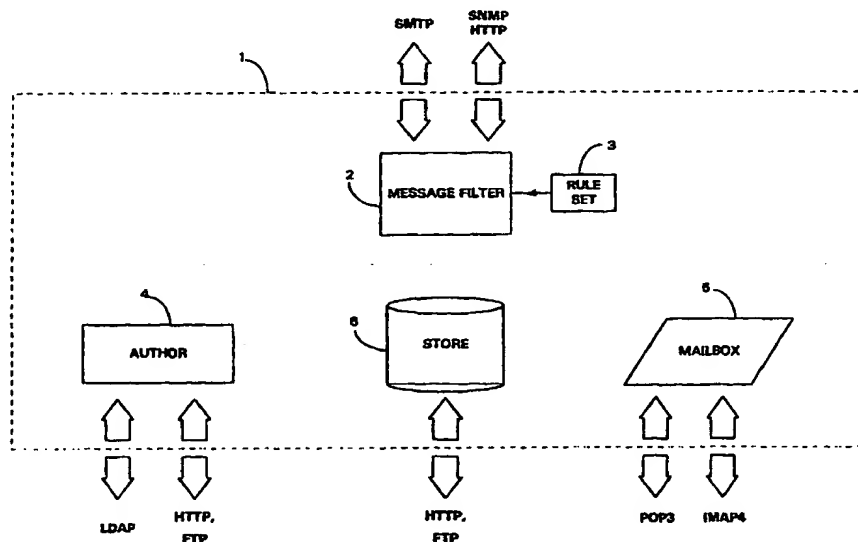 SMTP
SNMP
HTTP
1
3
2
MESSAGE FILTER
RULE
SET
4
6
5
AUTHOR
STORE
MAILBOX
LDAP
HTTP,
FTP
HTTP,
FTP
POP3
IMAP4